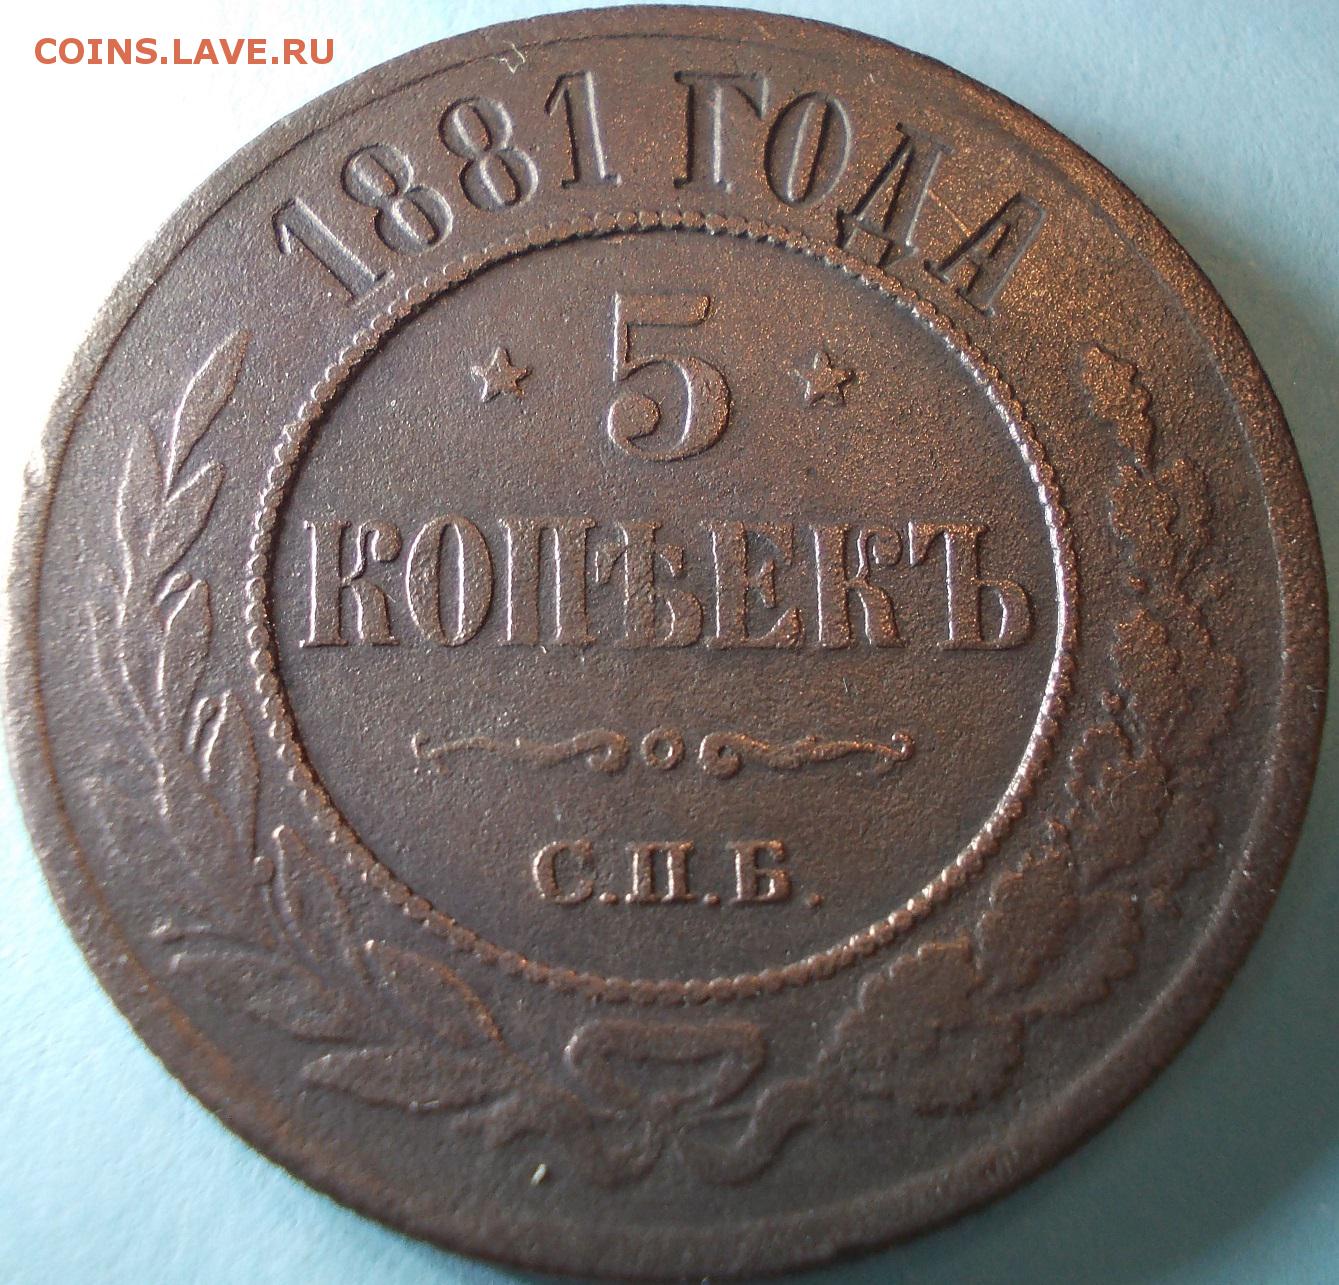 COINS.LAVE.RU
1881 ГОДА
5
КОПѢЕКЪ
С.П.Б.